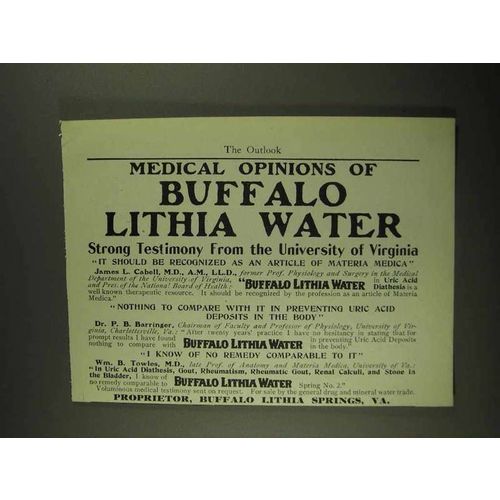 The Outlook
MEDICAL OPINIONS OF
BUFFALO
LITHIA WATER
Strong Testimony From the University of Virginia
"IT SHOULD BE RECOGNIZED AS AN ARTICLE OF MATERIA MEDICA"
James L. Cabell, M.D., A.M., LL.D., former Prof. Physiology and Surgery in the Medical
Department of the University of Virginia,
and Pres. of the National Board of Health: "BUFFALO LITHIA WATER in Uric Acid Diathesis is a
well known therapeutic resource. It should be recognized by the profession as an article of Materia
Medica."
"NOTHING TO COMPARE WITH IT IN PREVENTING URIC ACID
DEPOSITS IN THE BODY"
Dr. P. B. Barringer, Chairman of Faculty and Professor of Physiology, University of Vir-
ginia, Charlottesville, Va.: "After twenty years' practice I have no hesitancy in stating that for
prompt results I have found
nothing to compare with BUFFALO LITHIA WATER in preventing Uric Acid Deposits
in the body."
"I KNOW OF NO REMEDY COMPARABLE TO IT"
Wm. B. Towles, M.D., late Prof. of Anatomy and Materia Medica, University of Va.:
"In Uric Acid Diathesis, Gout, Rheumatism, Rheumatic Gout, Renal Calculi, and Stone in
the Bladder, I know of
no remedy comparable to BUFFALO LITHIA WATER Spring No. 2."
Voluminous medical testimony sent on request. For sale by the general drug and mineral water trade.
PROPRIETOR, BUFFALO LITHIA SPRINGS, VA.